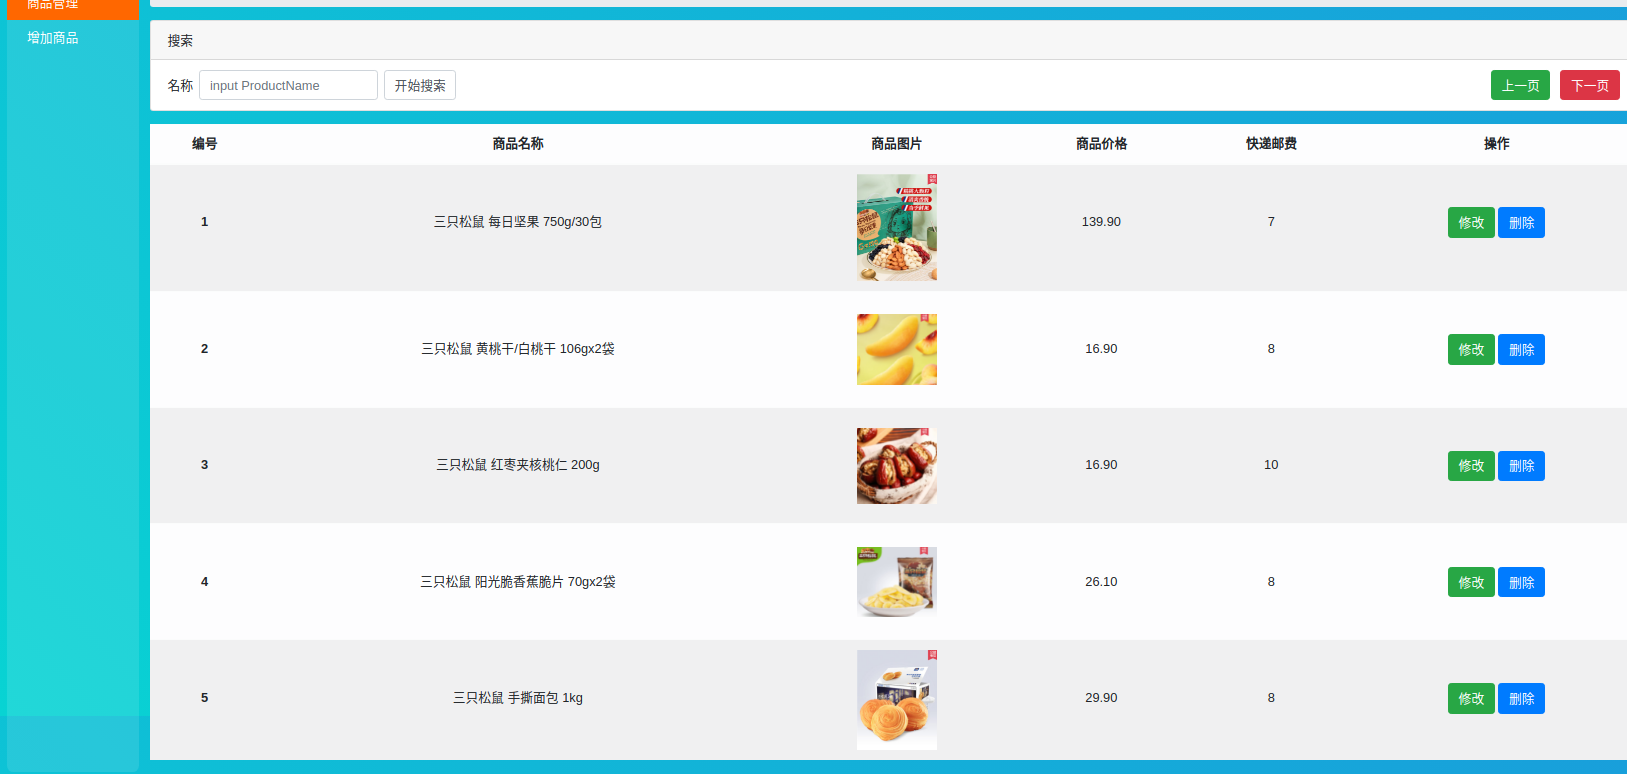 商品管理
增加商品
搜索
名称 input ProductName 开始搜索 上一页 下一页
编号 商品名称 商品图片 商品价格 快递邮费 操作
1 三只松鼠 每日坚果 750g/30包 139.90 7 修改 删除
2 三只松鼠 黄桃干/白桃干 106gx2袋 16.90 8 修改 删除
3 三只松鼠 红枣夹核桃仁 200g 16.90 10 修改 删除
4 三只松鼠 阳光脆香蕉脆片 70gx2袋 26.10 8 修改 删除
5 三只松鼠 手撕面包 1kg 29.90 8 修改 删除